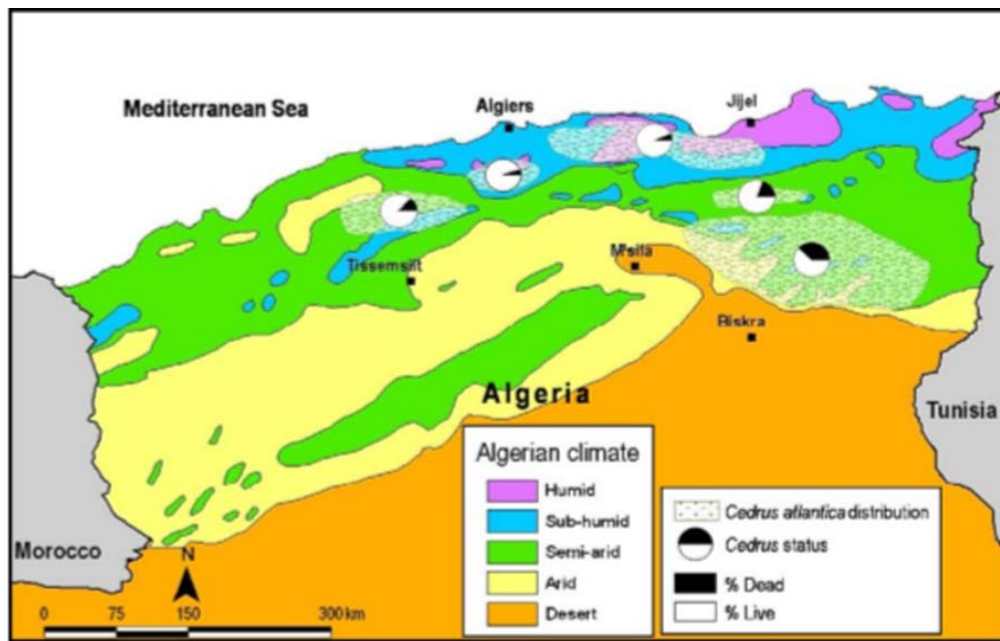 Mediterranean Sea
Algiers
Jijel
Tissemsilt
M'sila
Biskra
Algeria
Tunisia
Morocco
N
0 75 150 300 km
Algerian climate
Humid
Sub-humid
Semi-arid
Arid
Desert
Cedrus atlantica distribution
Cedrus status
% Dead
% Live